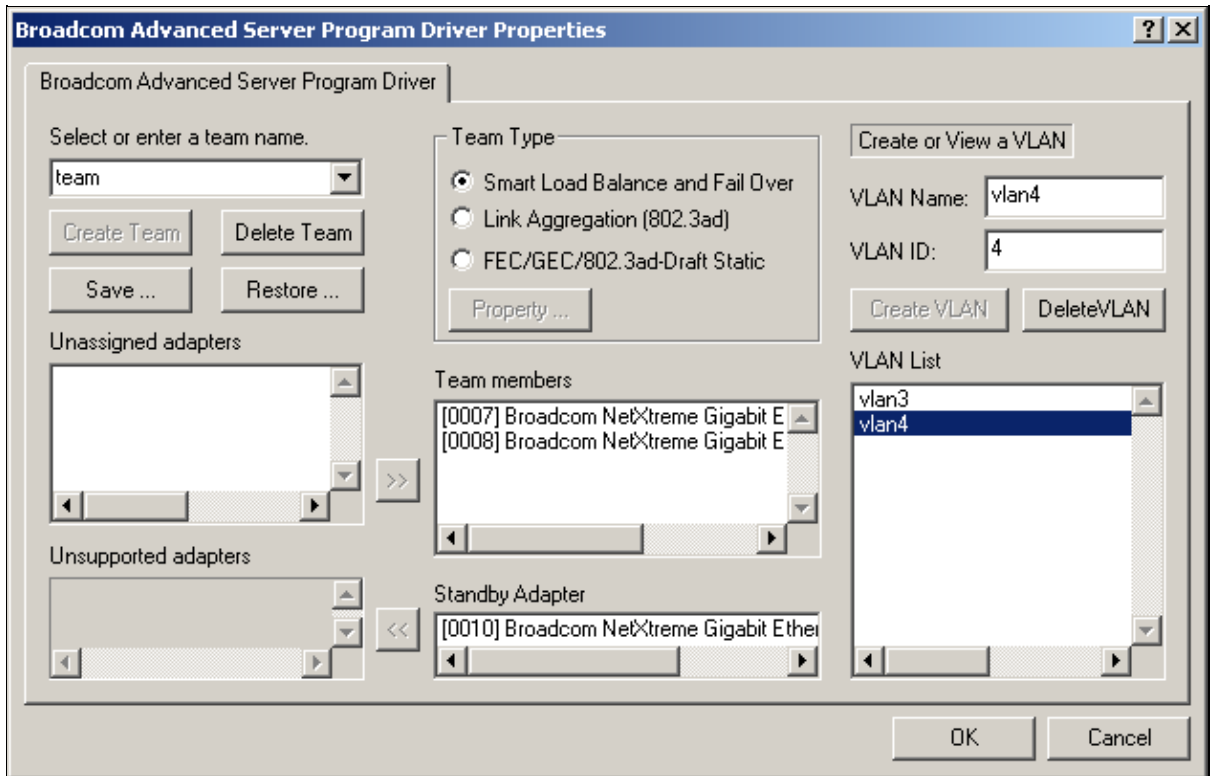 Broadcom Advanced Server Program Driver Properties
Broadcom Advanced Server Program Driver
Select or enter a team name.
team
Create Team
Delete Team
Save ...
Restore ...
Unassigned adapters
Unsupported adapters
>>
<<
Team Type
Smart Load Balance and Fail Over
Link Aggregation (802.3ad)
FEC/GEC/802.3ad-Draft Static
Property ...
Team members
[0007] Broadcom NetXtreme Gigabit E
[0008] Broadcom NetXtreme Gigabit E
Standby Adapter
[0010] Broadcom NetXtreme Gigabit Ether
Create or View a VLAN
VLAN Name: vlan4
VLAN ID: 4
Create VLAN
DeleteVLAN
VLAN List
vlan3
vlan4
OK
Cancel